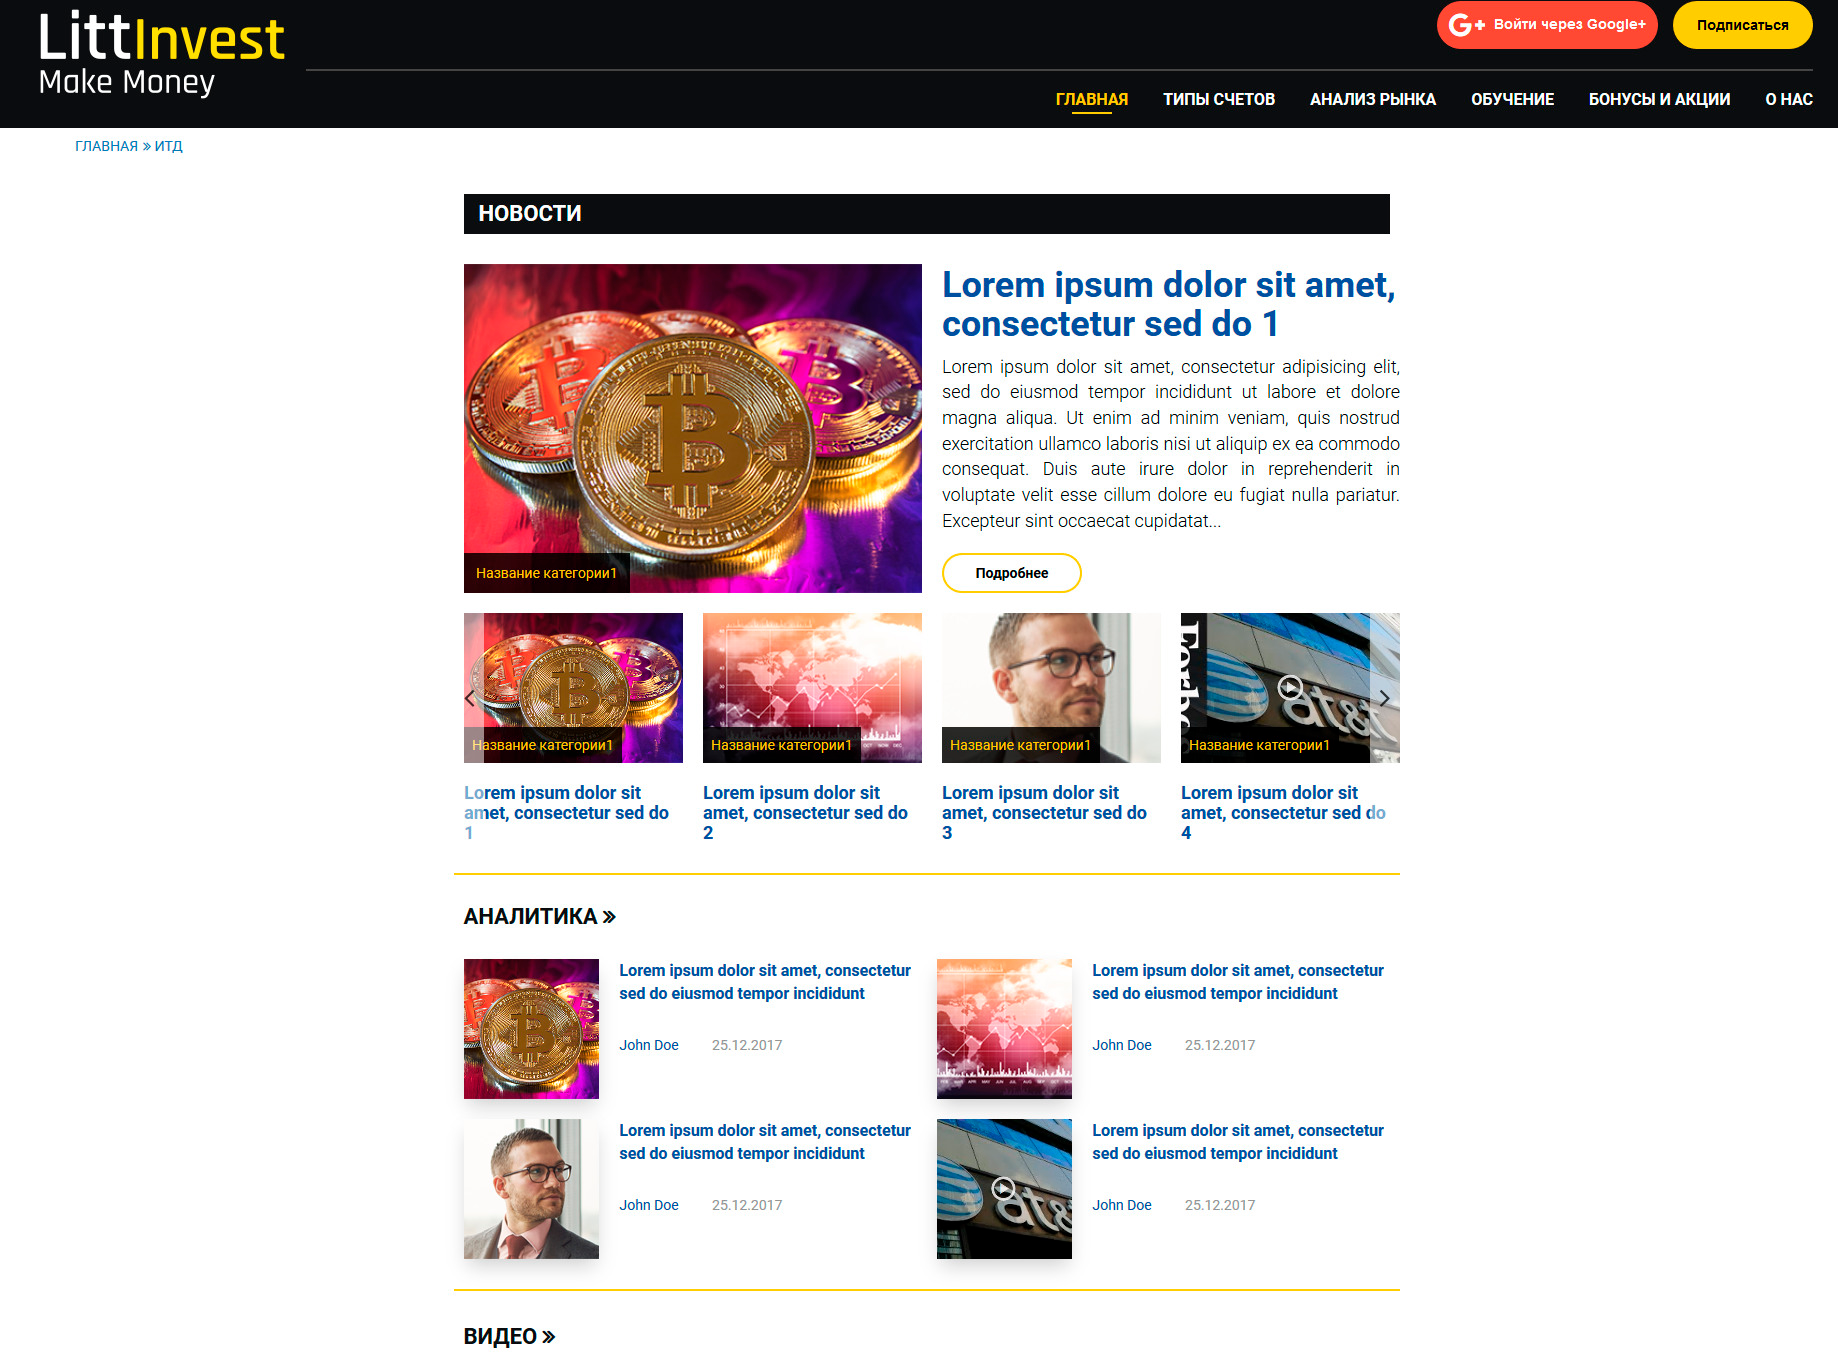 LittInvest
Make Money
Войти через Google+
Подписаться
ГЛАВНАЯ ТИПЫ СЧЕТОВ АНАЛИЗ РЫНКА ОБУЧЕНИЕ БОНУСЫ И АКЦИИ О НАС
ГЛАВНАЯ » ИТД
НОВОСТИ
Название категории1
Lorem ipsum dolor sit amet,
consectetur sed do 1
Lorem ipsum dolor sit amet, consectetur adipisicing elit,
sed do eiusmod tempor incididunt ut labore et dolore
magna aliqua. Ut enim ad minim veniam, quis nostrud
exercitation ullamco laboris nisi ut aliquip ex ea commodo
consequat. Duis aute irure dolor in reprehenderit in
voluptate velit esse cillum dolore eu fugiat nulla pariatur.
Excepteur sint occaecat cupidatat...
Подробнее
Название категории1
Lorem ipsum dolor sit
amet, consectetur sed do
1
Название категории1
Lorem ipsum dolor sit
amet, consectetur sed do
2
Название категории1
Lorem ipsum dolor sit
amet, consectetur sed do
3
at&t
Название категории1
Lorem ipsum dolor sit
amet, consectetur sed do
4
АНАЛИТИКА »
Lorem ipsum dolor sit amet, consectetur
sed do eiusmod tempor incididunt
John Doe 25.12.2017
Lorem ipsum dolor sit amet, consectetur
sed do eiusmod tempor incididunt
John Doe 25.12.2017
Lorem ipsum dolor sit amet, consectetur
sed do eiusmod tempor incididunt
John Doe 25.12.2017
Lorem ipsum dolor sit amet, consectetur
sed do eiusmod tempor incididunt
John Doe 25.12.2017
ВИДЕО »